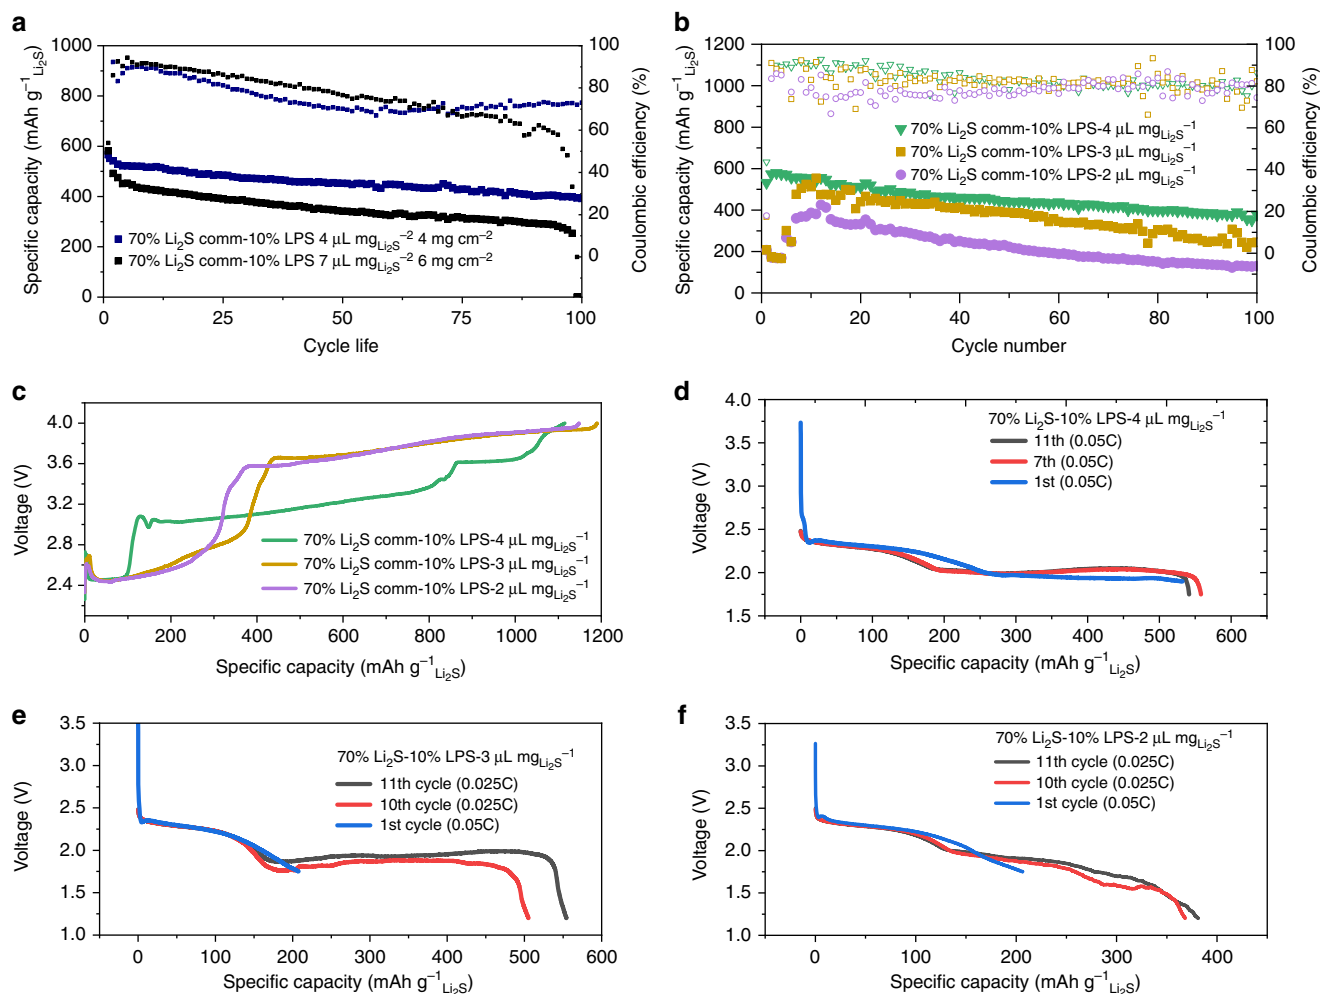 a
1000
800
600
400
200
0
Specific capacity (mAh g⁻¹Li₂S)
100
80
60
40
20
0
Coulombic efficiency (%)
70% Li₂S comm-10% LPS 4 μL mgLi₂S⁻² 4 mg cm⁻²
70% Li₂S comm-10% LPS 7 μL mgLi₂S⁻² 6 mg cm⁻²
0 25 50 75 100
Cycle life
b
1200
1000
800
600
400
200
0
Specific capacity (mAh g⁻¹Li₂S)
100
80
60
40
20
0
Coulombic efficiency (%)
70% Li₂S comm-10% LPS-4 μL mgLi₂S⁻¹
70% Li₂S comm-10% LPS-3 μL mgLi₂S⁻¹
70% Li₂S comm-10% LPS-2 μL mgLi₂S⁻¹
0 20 40 60 80 100
Cycle number
c
4.0
3.6
3.2
2.8
2.4
Voltage (V)
70% Li₂S comm-10% LPS-4 μL mgLi₂S⁻¹
70% Li₂S comm-10% LPS-3 μL mgLi₂S⁻¹
70% Li₂S comm-10% LPS-2 μL mgLi₂S⁻¹
0 200 400 600 800 1000 1200
Specific capacity (mAh g⁻¹Li₂S)
d
4.0
3.5
3.0
2.5
2.0
1.5
Voltage (V)
70% Li₂S-10% LPS-4 μL mgLi₂S⁻¹
11th (0.05C)
7th (0.05C)
1st (0.05C)
0 100 200 300 400 500 600
Specific capacity (mAh g⁻¹Li₂S)
e
3.5
3.0
2.5
2.0
1.5
1.0
Voltage (V)
70% Li₂S-10% LPS-3 μL mgLi₂S⁻¹
11th cycle (0.025C)
10th cycle (0.025C)
1st cycle (0.05C)
0 100 200 300 400 500 600
Specific capacity (mAh g⁻¹Li₂S)
f
3.5
3.0
2.5
2.0
1.5
1.0
Voltage (V)
70% Li₂S-10% LPS-2 μL mgLi₂S⁻¹
11th cycle (0.025C)
10th cycle (0.025C)
1st cycle (0.05C)
0 100 200 300 400
Specific capacity (mAh g⁻¹Li₂S)